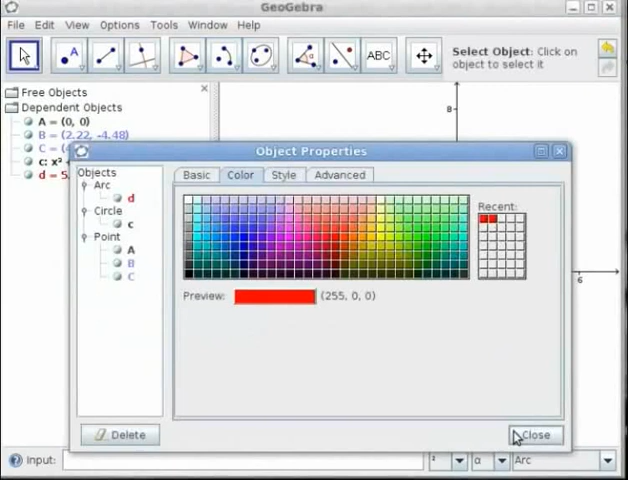 GeoGebra
File Edit View Options Tools Window Help
A
ABC
Select Object: Click on
object to select it
Free Objects
Dependent Objects
A = (0, 0)
B = (2.22, -4.48)
C = (
c: x²
d = 5
8
6
Object Properties
Objects
Arc
d
Circle
c
Point
A
B
C
Basic Color Style Advanced
Recent:
Preview: (255, 0, 0)
Delete
Close
Input:
α
Arc